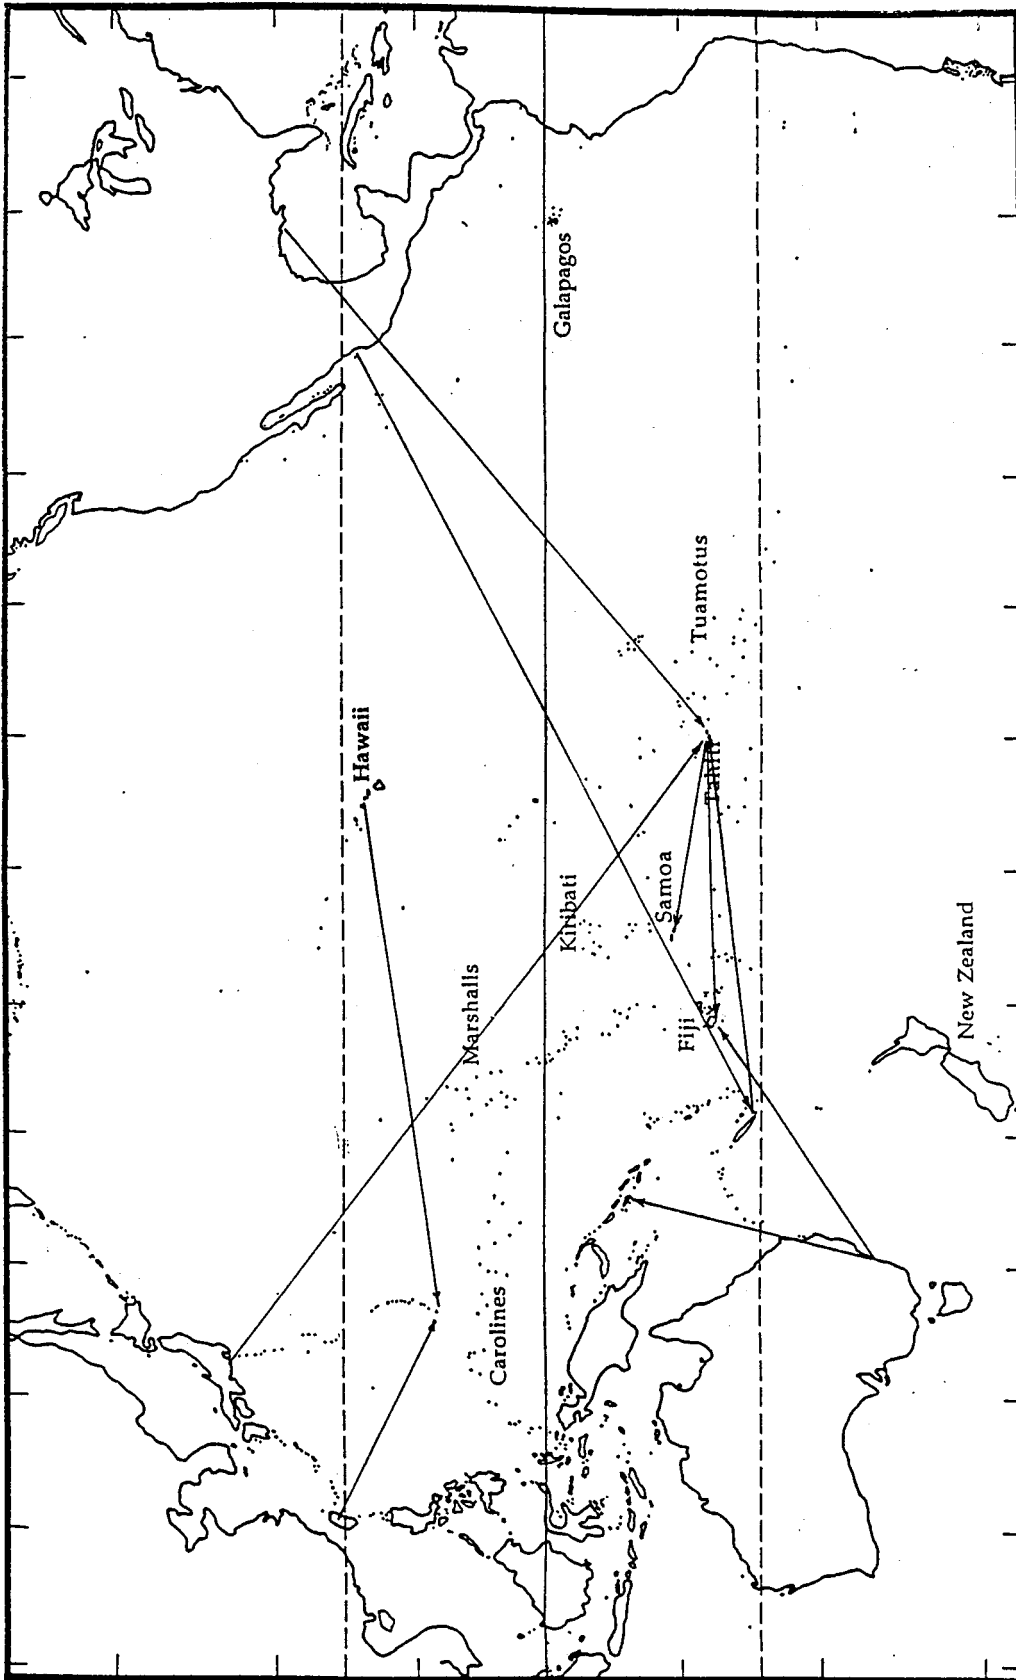 Hawaii
Marshalls
Carolines
Kiribati
Galapagos
Samoa
Fiji
Tahiti
Tuamotus
New Zealand